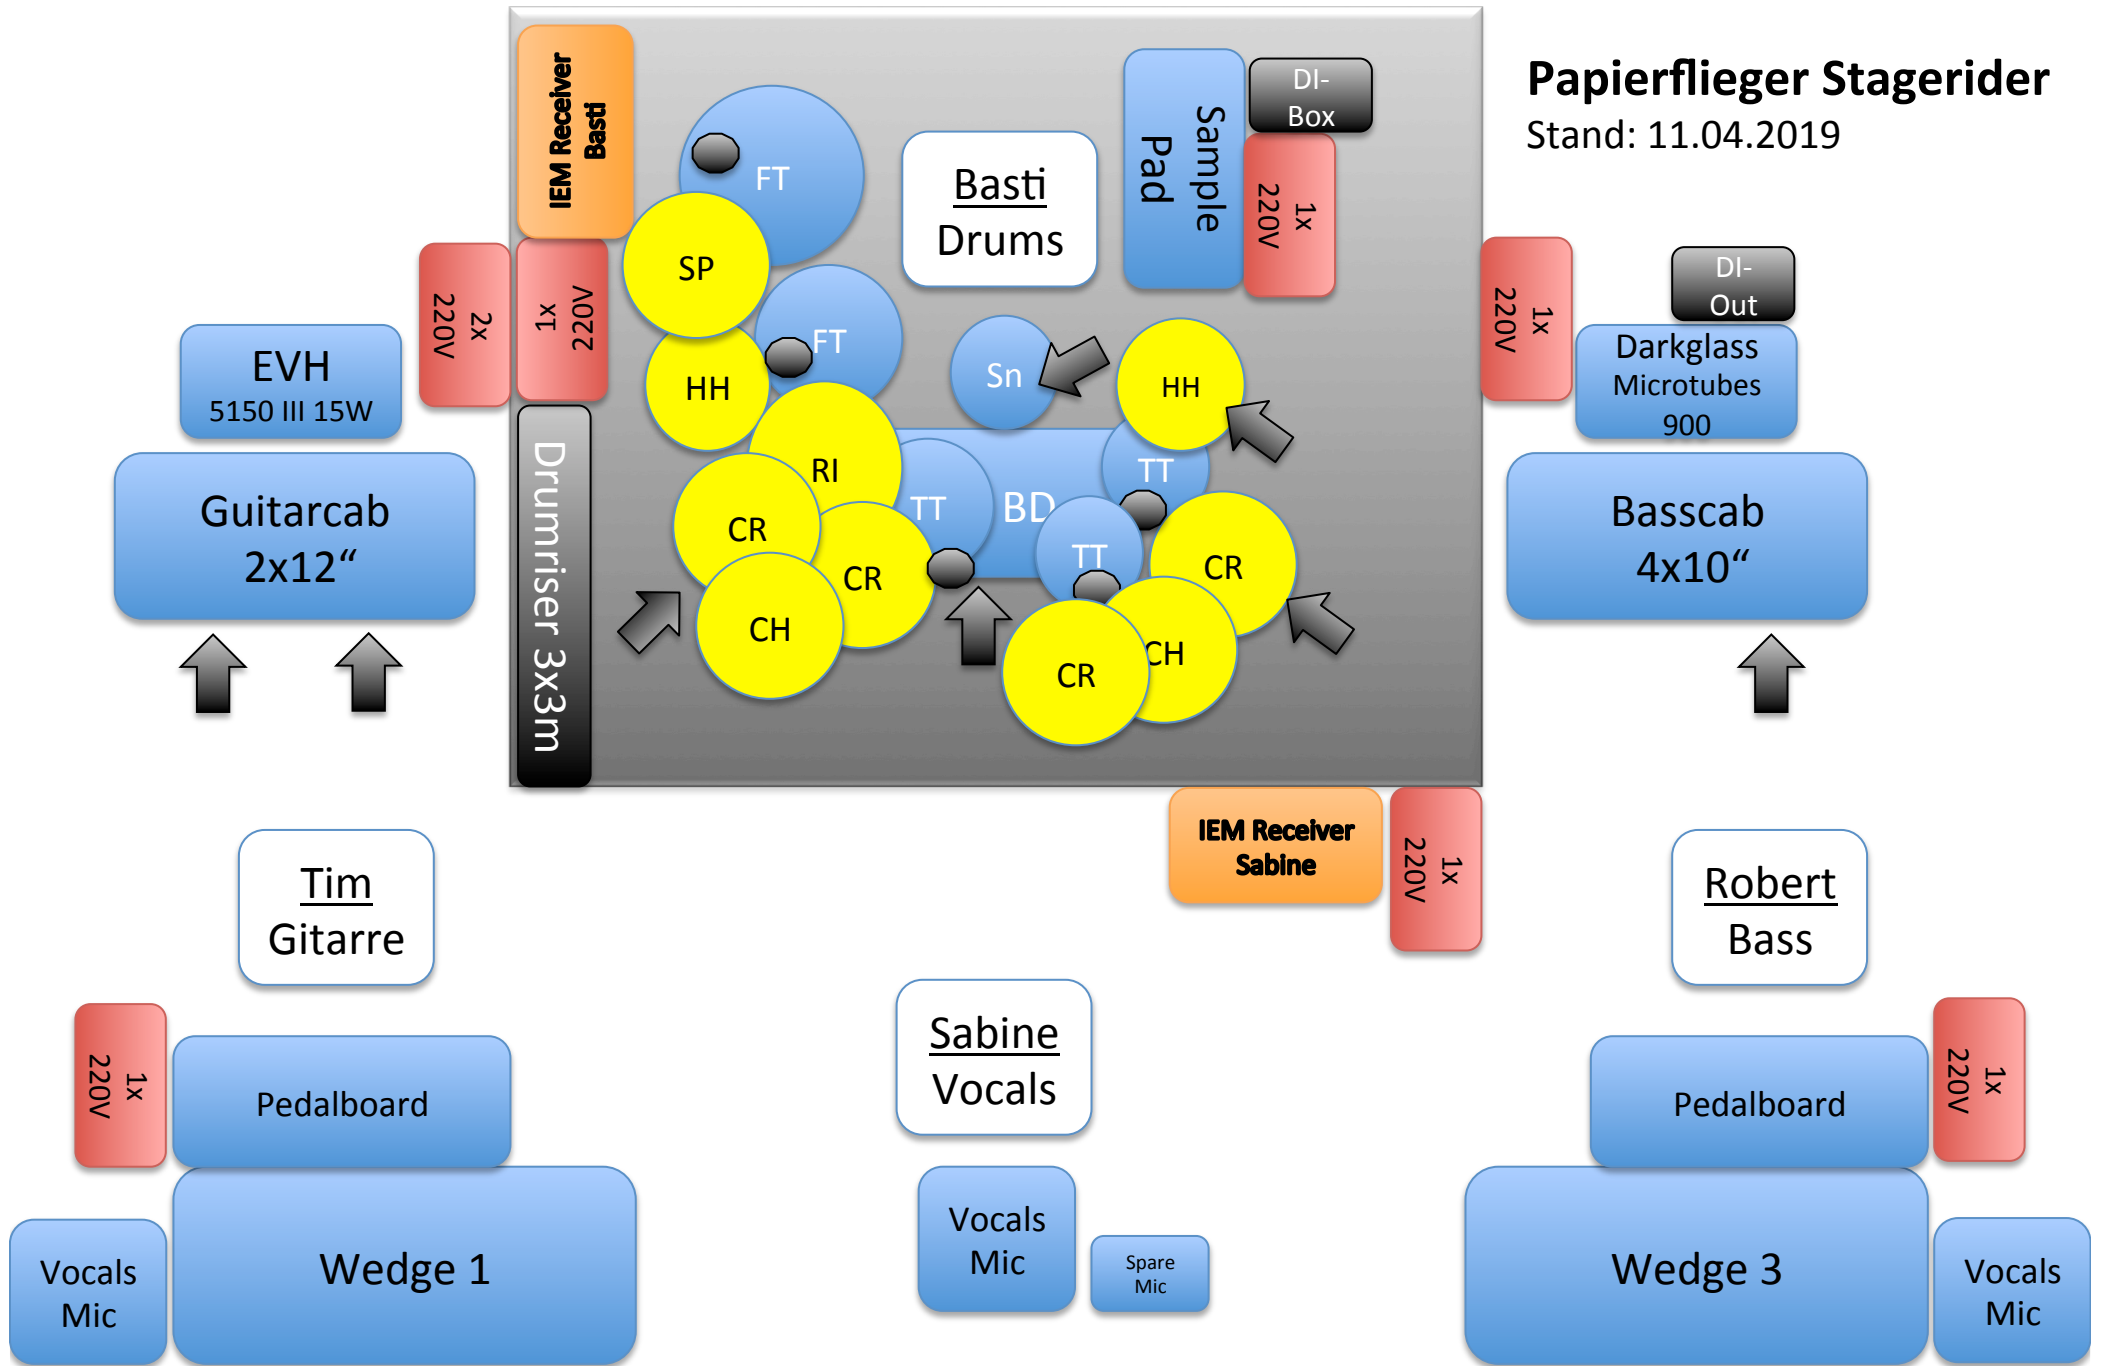 Papierflieger Stagerider
Stand: 11.04.2019
IEM Receiver
Basti
FT
Basti
Drums
Sample
Pad
DI-
Box
1x
220V
SP
2x
220V
1x
220V
FT
HH
Sn
HH
1x
220V
DI-
Out
EVH
5150 III 15W
Darkglass
Microtubes
900
Guitarcab
2x12“
Drumriser 3x3m
RI
CR
CR
CH
TT
BD
TT
TT
CR
CH
CR
Basscab
4x10“
IEM Receiver
Sabine
1x
220V
Tim
Gitarre
Robert
Bass
Sabine
Vocals
1x
220V
Pedalboard
Pedalboard
1x
220V
Vocals
Mic
Wedge 1
Vocals
Mic
Spare
Mic
Wedge 3
Vocals
Mic